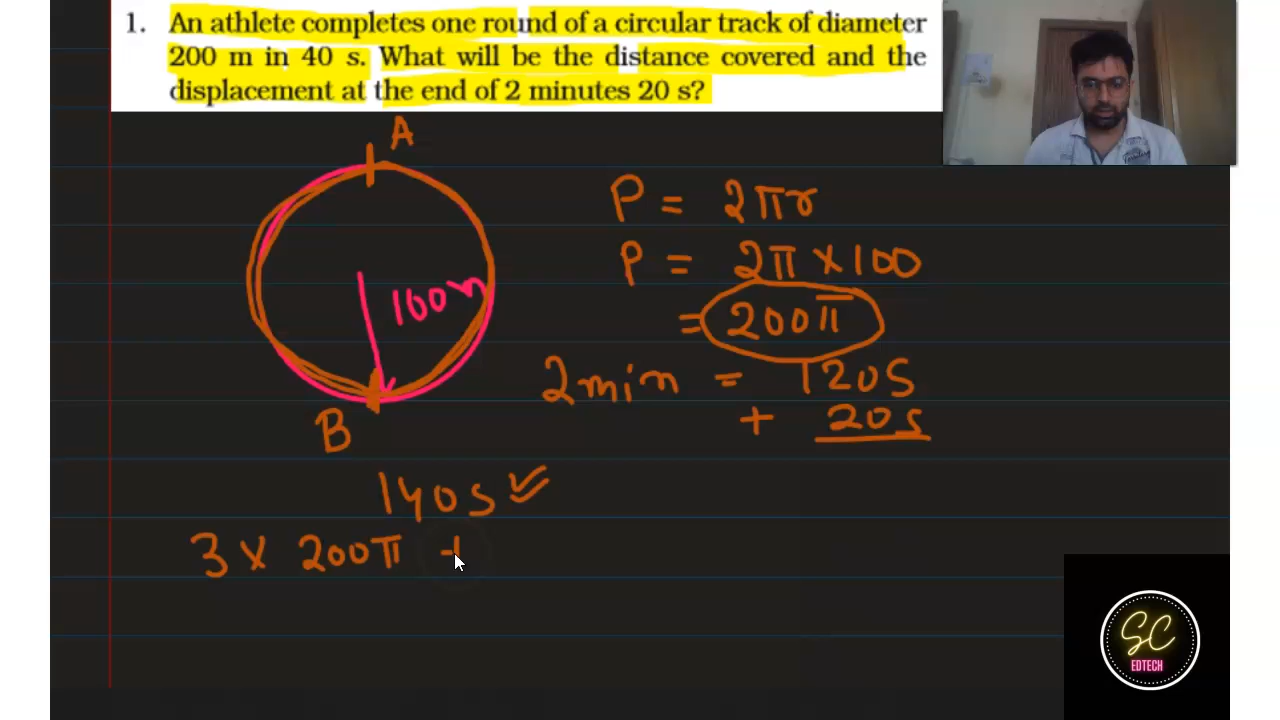 1. An athlete completes one round of a circular track of diameter
200 m in 40 s. What will be the distance covered and the
displacement at the end of 2 minutes 20 s?
A
P = 2πr
P = 2π × 100
= 200π
100m
2min = 120s
+ 20s
B
140s
3 × 200π +
SC
EDTECH